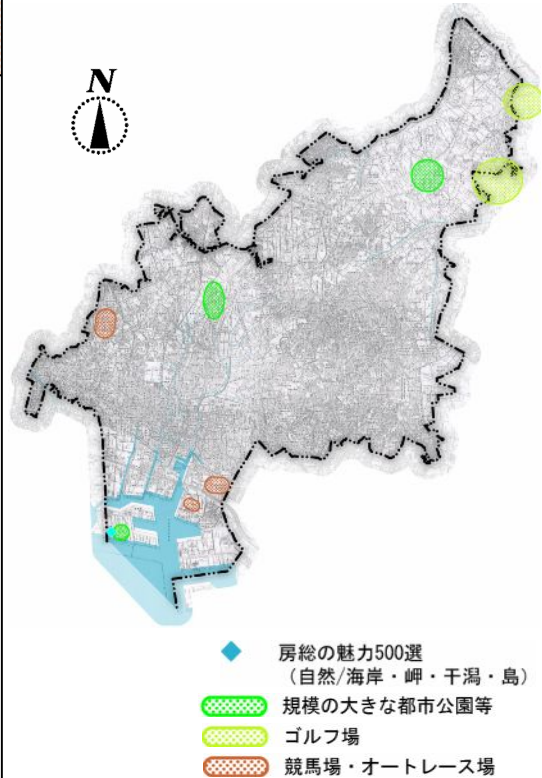 N
房総の魅力500選
（自然/海岸・岬・干潟・島）
規模の大きな都市公園等
ゴルフ場
競馬場・オートレース場